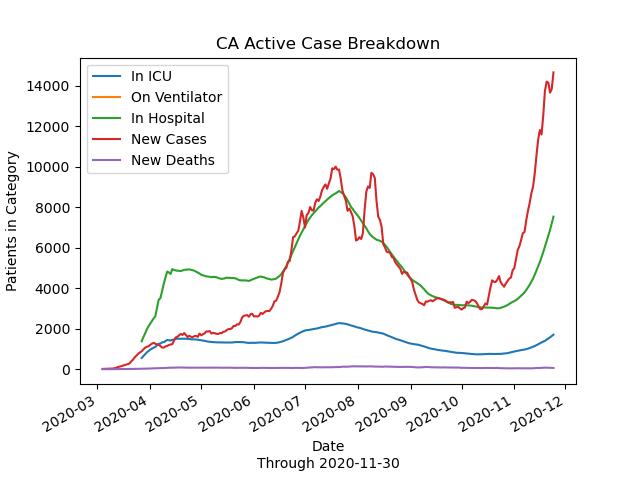 CA Active Case Breakdown
In ICU
On Ventilator
In Hospital
New Cases
New Deaths
Patients in Category
14000
12000
10000
8000
6000
4000
2000
0
2020-03
2020-04
2020-05
2020-06
2020-07
2020-08
2020-09
2020-10
2020-11
2020-12
Date
Through 2020-11-30